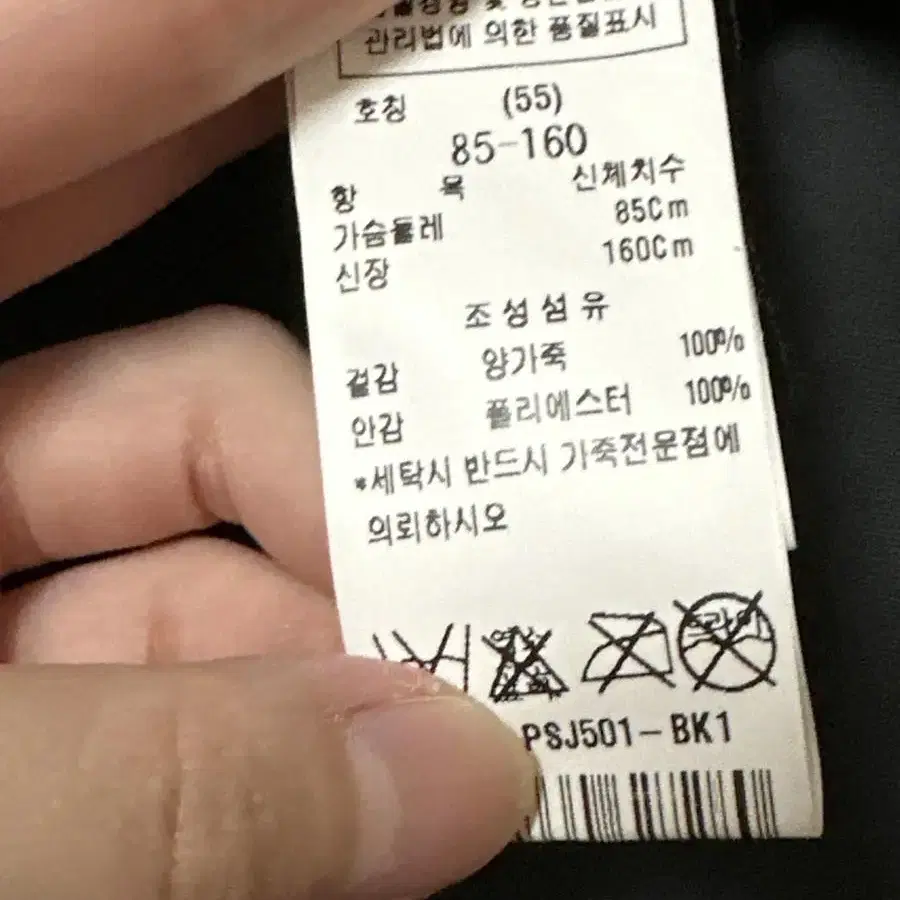 관리법에 의한 품질표시
호칭 (55)
85-160
항 목 신체치수
가슴둘레 85Cm
신장 160Cm
조성섬유
겉감 양가죽 100%
안감 폴리에스터 100%
*세탁시 반드시 가죽전문점에
의뢰하시오
드라이
PSJ501-BK1